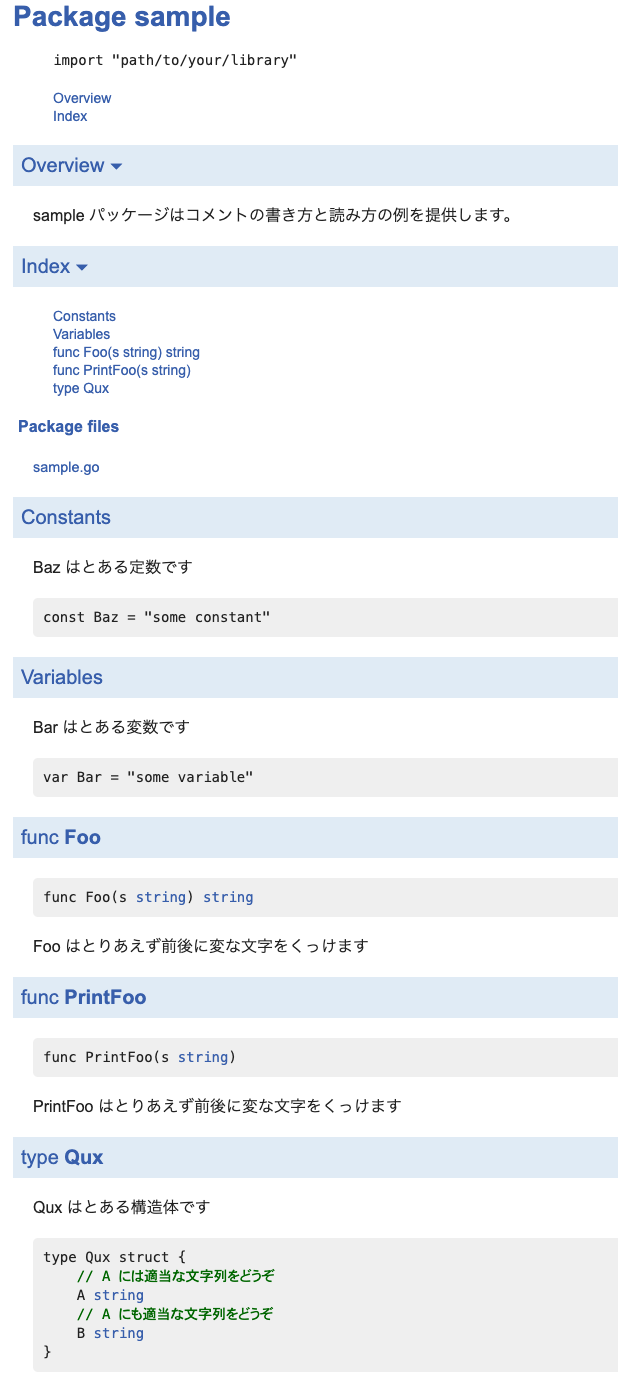 Package sample
import "path/to/your/library"
Overview
Index
Overview
sample パッケージはコメントの書き方と読み方の例を提供します。
Index
Constants
Variables
func Foo(s string) string
func PrintFoo(s string)
type Qux
Package files
sample.go
Constants
Baz はとある定数です
const Baz = "some constant"
Variables
Bar はとある変数です
var Bar = "some variable"
func Foo
func Foo(s string) string
Foo はとりあえず前後に変な文字をくっけます
func PrintFoo
func PrintFoo(s string)
PrintFoo はとりあえず前後に変な文字をくっけます
type Qux
Qux はとある構造体です
type Qux struct {
    // A には適当な文字列をどうぞ
    A string
    // A にも適当な文字列をどうぞ
    B string
}